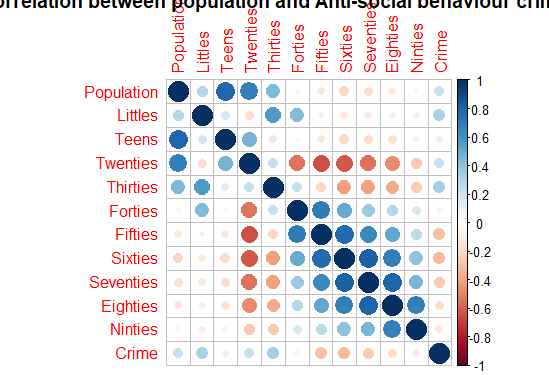 orrelation between population and Anti-social behaviour crim
Population Littles Teens Twenties Thirties Forties Fifties Sixties Seventies Eighties Ninties Crime
Population
Littles
Teens
Twenties
Thirties
Forties
Fifties
Sixties
Seventies
Eighties
Ninties
Crime
1
0.8
0.6
0.4
0.2
0
-0.2
-0.4
-0.6
-0.8
-1